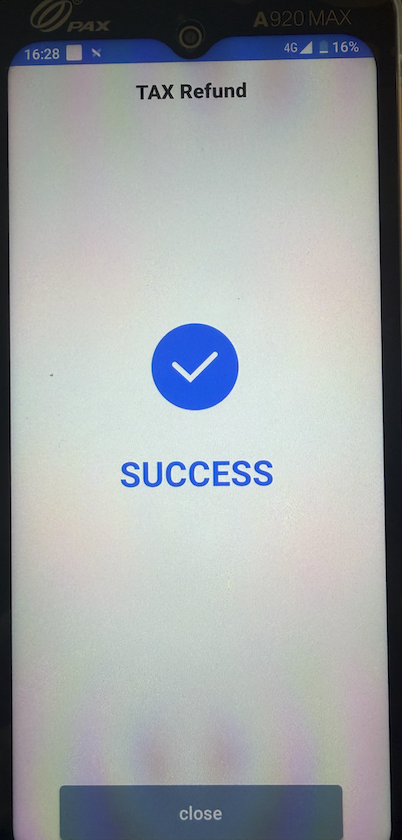 PAX A920 MAX
16:28 4G 16%
TAX Refund
SUCCESS
close